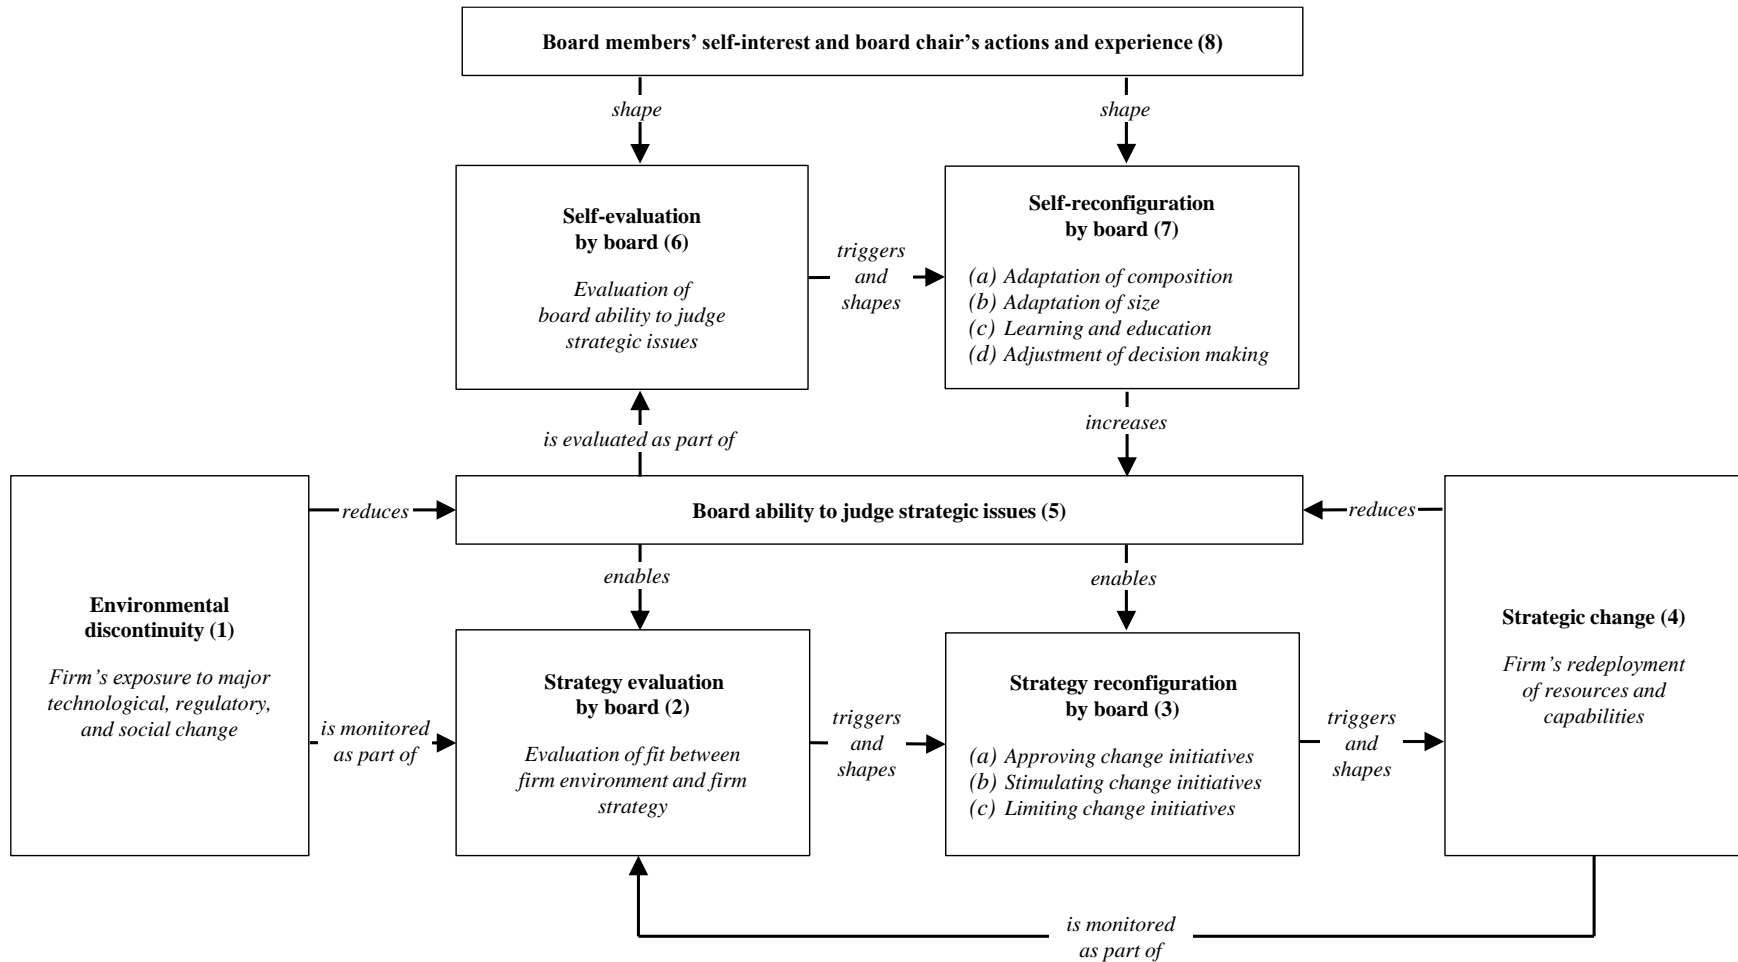 Board members’ self-interest and board chair’s actions and experience (8)
shape
shape
Self-evaluation
by board (6)
Evaluation of
board ability to judge
strategic issues
triggers
and
shapes
Self-reconfiguration
by board (7)
(a) Adaptation of composition
(b) Adaptation of size
(c) Learning and education
(d) Adjustment of decision making
is evaluated as part of
increases
Environmental
discontinuity (1)
Firm’s exposure to major
technological, regulatory,
and social change
reduces
Board ability to judge strategic issues (5)
reduces
enables
enables
is monitored
as part of
Strategy evaluation
by board (2)
Evaluation of fit between
firm environment and firm
strategy
triggers
and
shapes
Strategy reconfiguration
by board (3)
(a) Approving change initiatives
(b) Stimulating change initiatives
(c) Limiting change initiatives
triggers
and
shapes
Strategic change (4)
Firm’s redeployment
of resources and
capabilities
is monitored
as part of